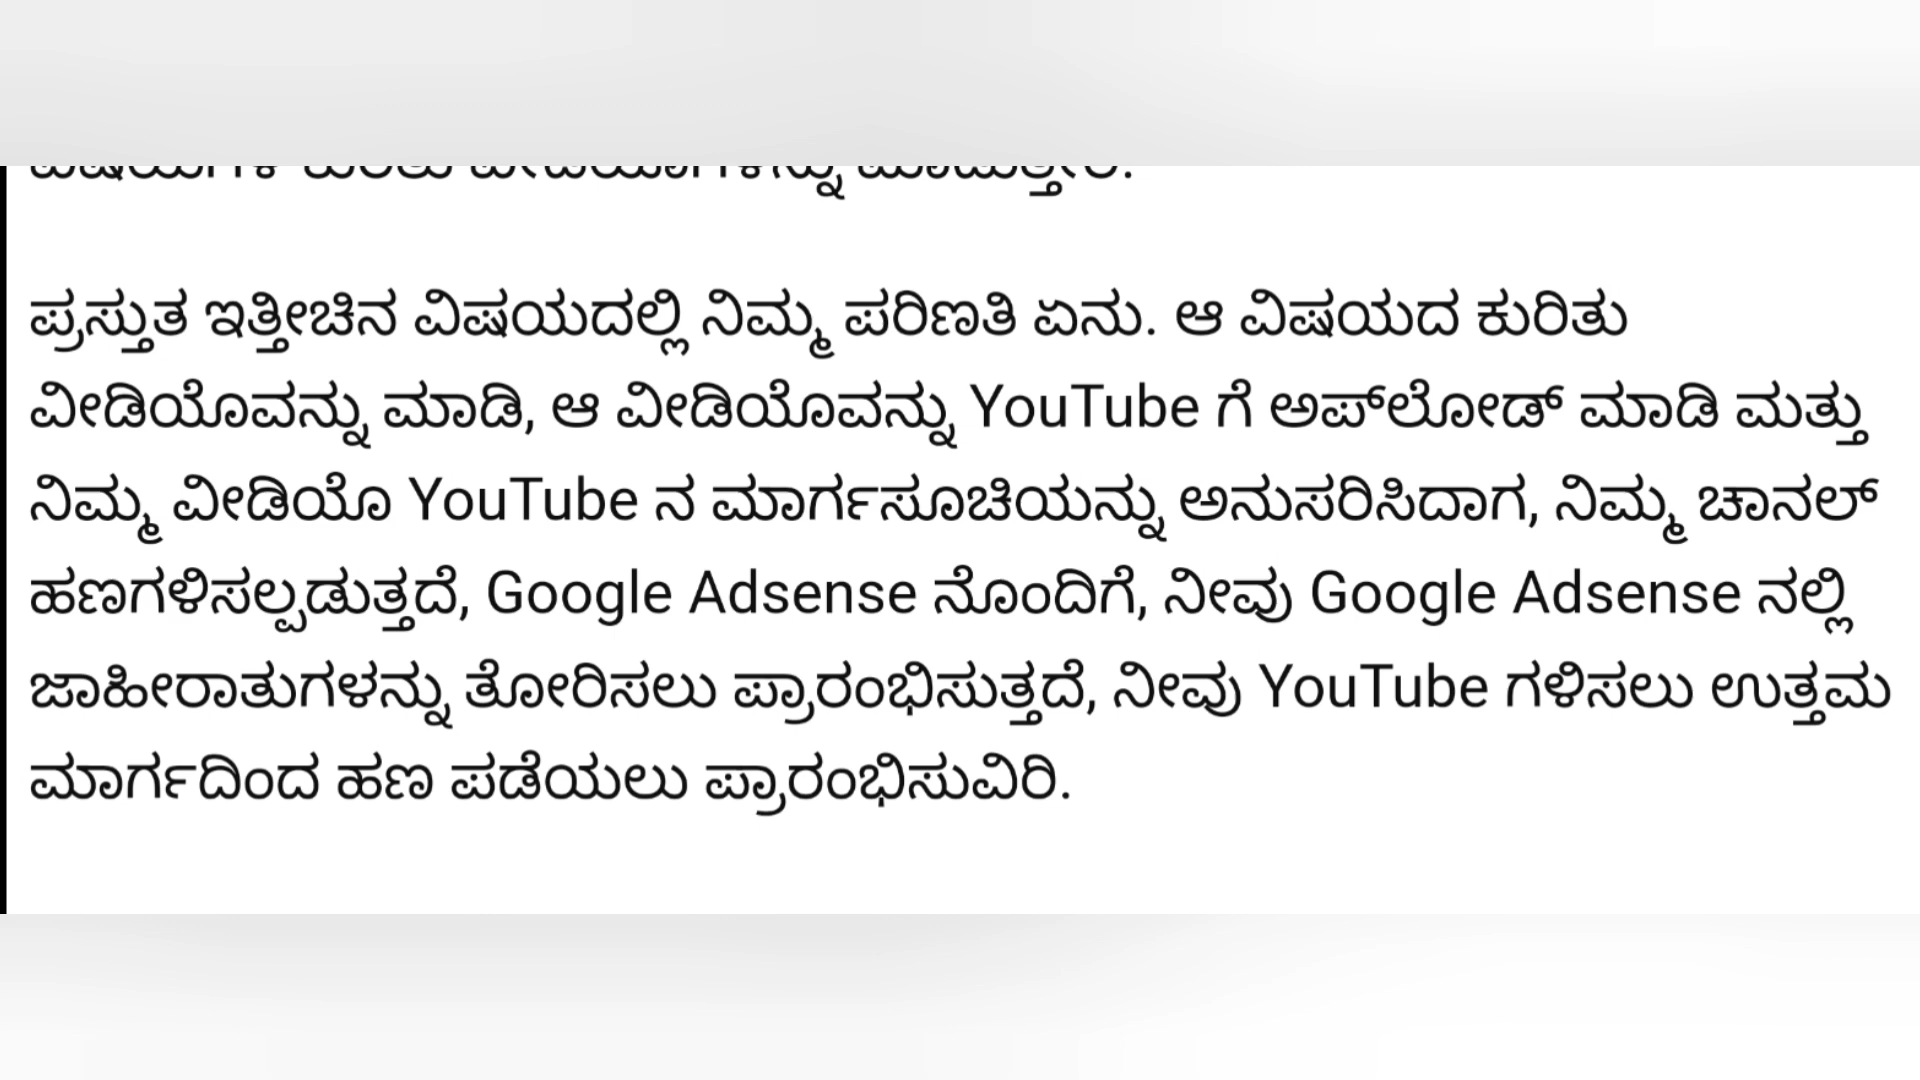 ಪ್ರಸ್ತುತ ಇತ್ತೀಚಿನ ವಿಷಯದಲ್ಲಿ ನಿಮ್ಮ ಪರಿಣತಿ ಏನು. ಆ ವಿಷಯದ ಕುರಿತು
ವೀಡಿಯೊವನ್ನು ಮಾಡಿ, ಆ ವೀಡಿಯೊವನ್ನು YouTube ಗೆ ಅಪ್‌ಲೋಡ್ ಮಾಡಿ ಮತ್ತು
ನಿಮ್ಮ ವೀಡಿಯೊ YouTube ನ ಮಾರ್ಗಸೂಚಿಯನ್ನು ಅನುಸರಿಸಿದಾಗ, ನಿಮ್ಮ ಚಾನಲ್
ಹಣಗಳಿಸಲ್ಪಡುತ್ತದೆ, Google Adsense ನೊಂದಿಗೆ, ನೀವು Google Adsense ನಲ್ಲಿ
ಜಾಹೀರಾತುಗಳನ್ನು ತೋರಿಸಲು ಪ್ರಾರಂಭಿಸುತ್ತದೆ, ನೀವು YouTube ಗಳಿಸಲು ಉತ್ತಮ
ಮಾರ್ಗದಿಂದ ಹಣ ಪಡೆಯಲು ಪ್ರಾರಂಭಿಸುವಿರಿ.